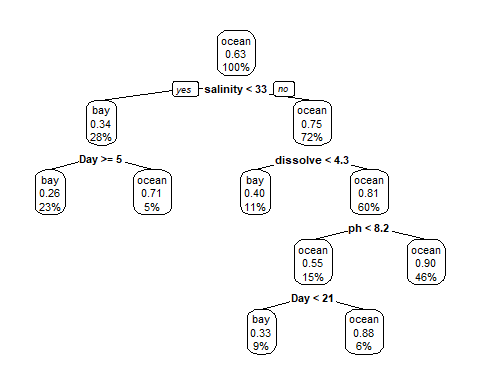 ocean
0.63
100%
yes salinity < 33 no
bay
0.34
28%
ocean
0.75
72%
Day >= 5
dissolve < 4.3
bay
0.26
23%
ocean
0.71
5%
bay
0.40
11%
ocean
0.81
60%
ph < 8.2
ocean
0.55
15%
ocean
0.90
46%
Day < 21
bay
0.33
9%
ocean
0.88
6%